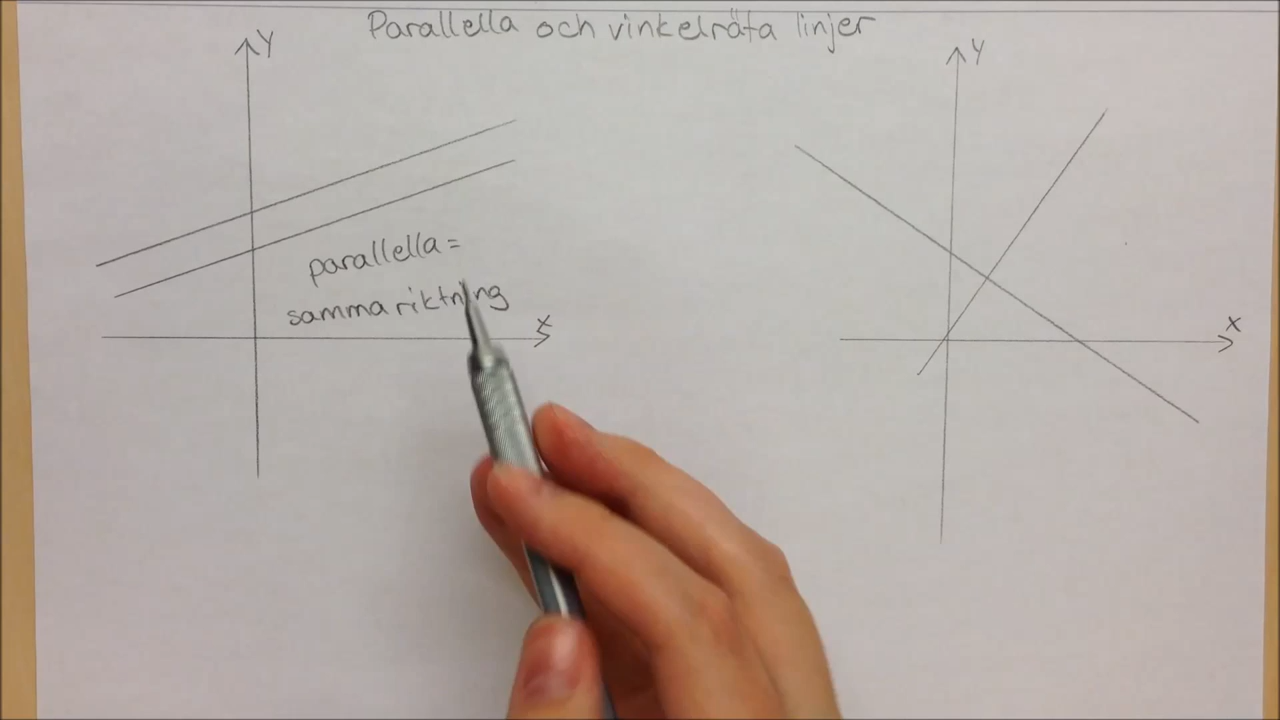 Parallella och vinkelräta linjer
Y
Y
parallella =
samma riktning
X
X